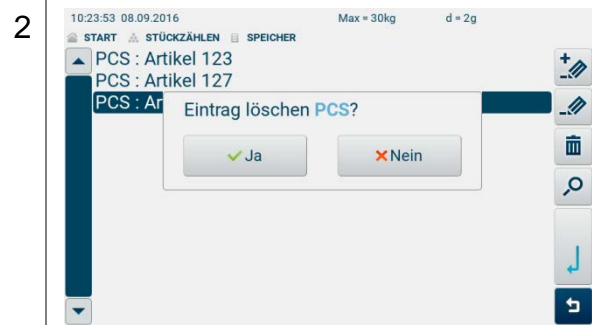 2
10:23:53 08.09.2016 Max = 30kg d = 2g
START STÜCKZÄHLEN SPEICHER
PCS : Artikel 123
PCS : Artikel 127
PCS : Ar
Eintrag löschen PCS?
Ja Nein